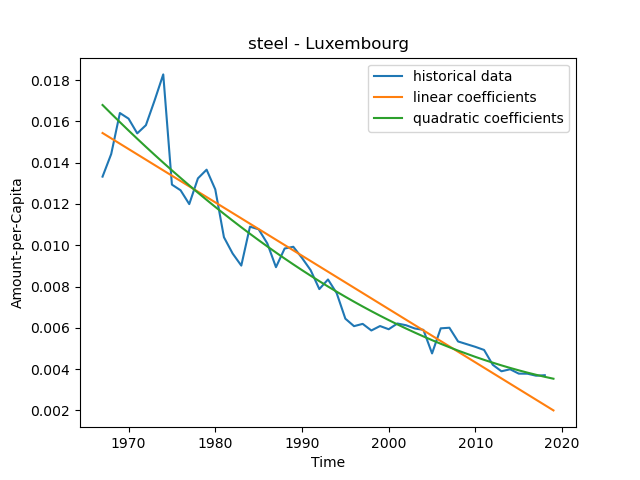 steel - Luxembourg
historical data
linear coefficients
quadratic coefficients
Amount-per-Capita
0.018
0.016
0.014
0.012
0.010
0.008
0.006
0.004
0.002
1970 1980 1990 2000 2010 2020
Time